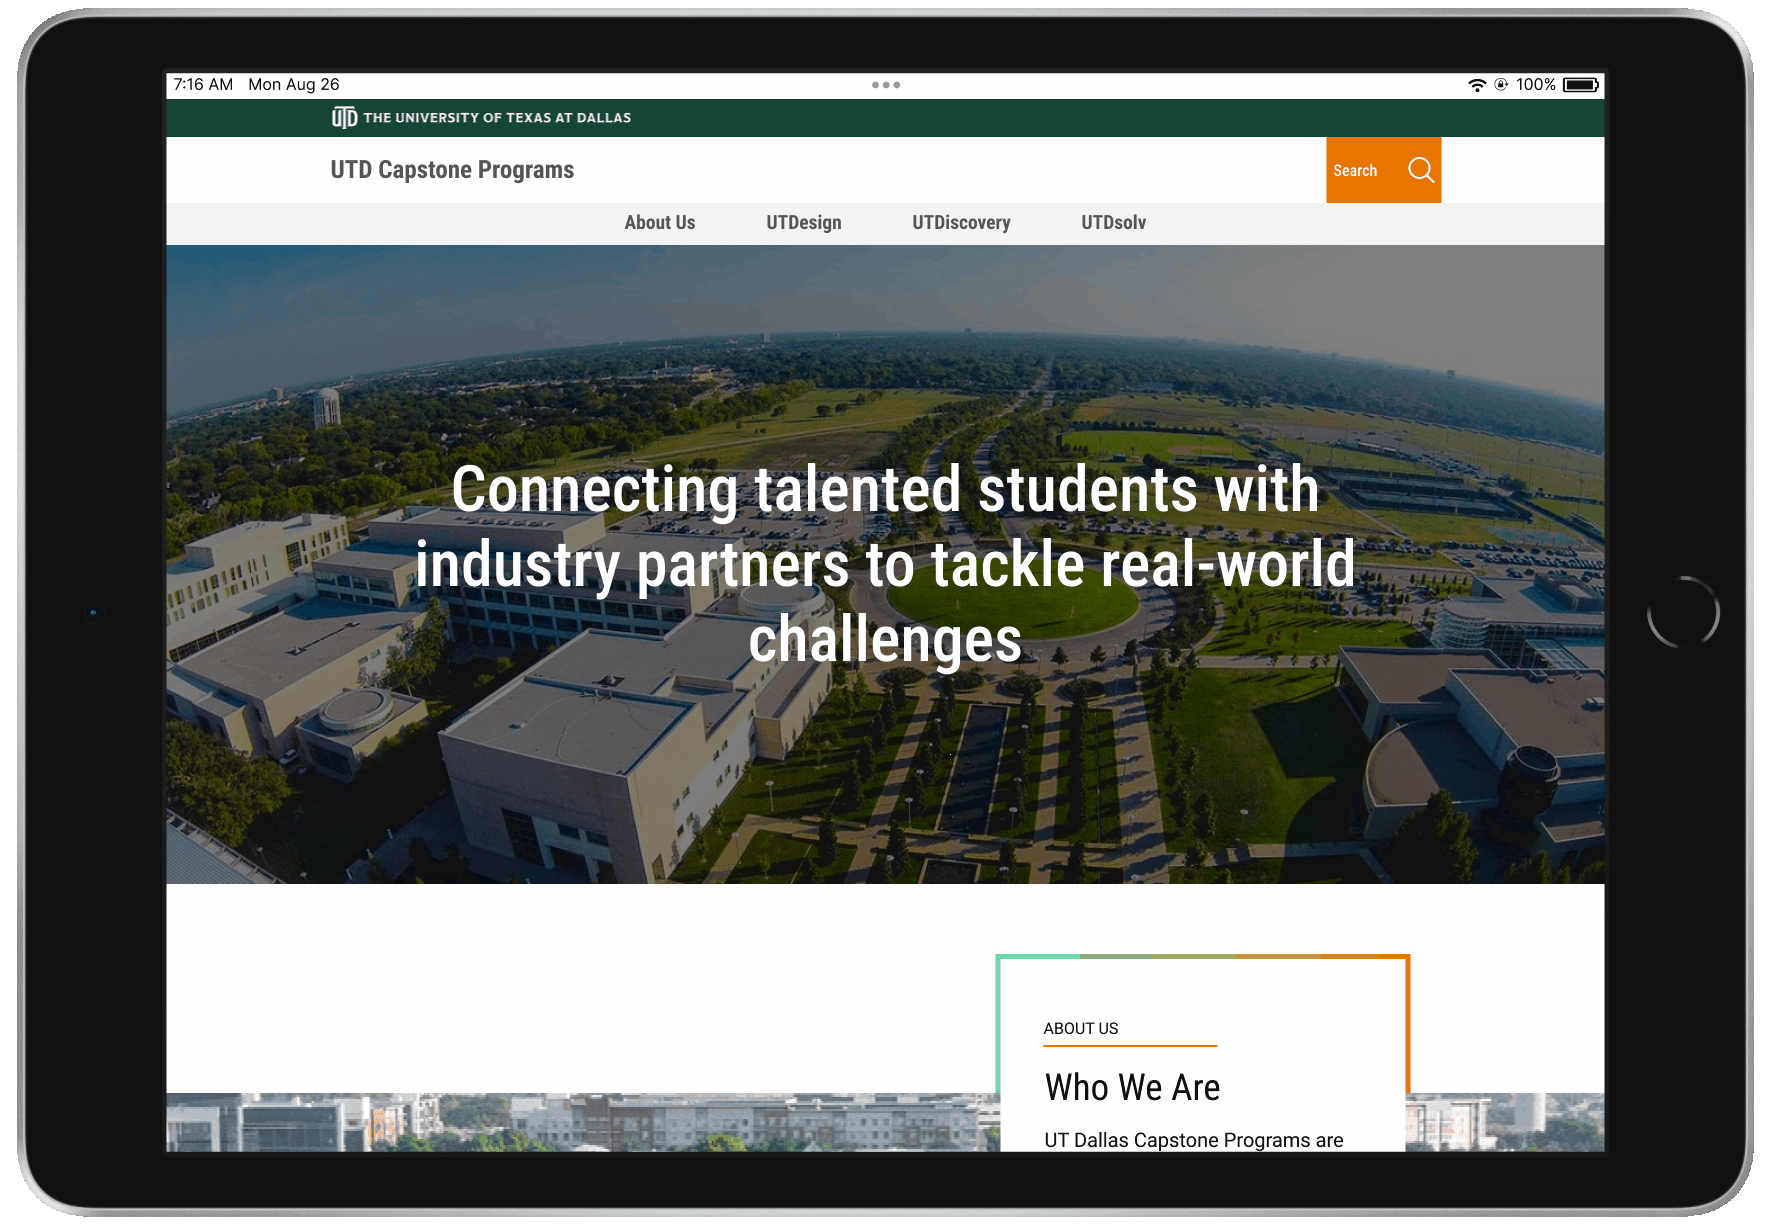 7:16 AM Mon Aug 26
100%
UTD THE UNIVERSITY OF TEXAS AT DALLAS
UTD Capstone Programs
Search
About Us UTDesign UTDiscovery UTDsolv
Connecting talented students with
industry partners to tackle real-world
challenges
ABOUT US
Who We Are
UT Dallas Capstone Programs are